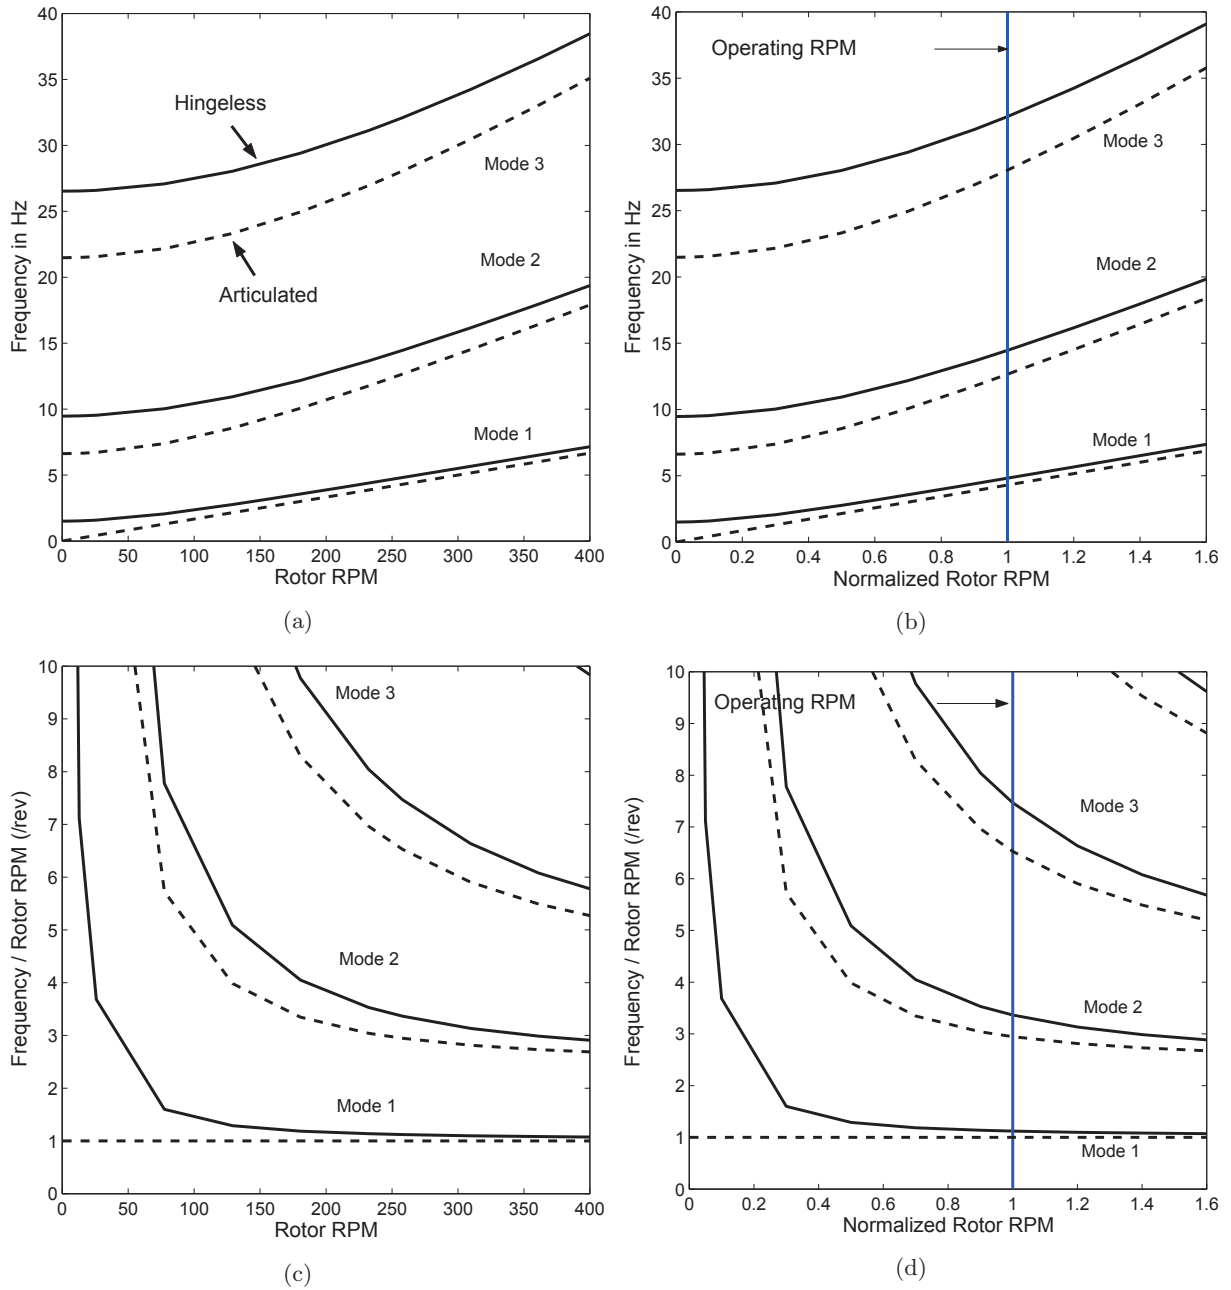 40
35
30
25
20
15
10
5
0
Frequency in Hz
Hingeless
Articulated
Mode 3
Mode 2
Mode 1
0 50 100 150 200 250 300 350 400
Rotor RPM
(a)
40
35
30
25
20
15
10
5
0
Frequency in Hz
Operating RPM
Mode 3
Mode 2
Mode 1
0 0.2 0.4 0.6 0.8 1 1.2 1.4 1.6
Normalized Rotor RPM
(b)
10
9
8
7
6
5
4
3
2
1
0
Frequency / Rotor RPM (/rev)
Mode 3
Mode 2
Mode 1
0 50 100 150 200 250 300 350 400
Rotor RPM
(c)
10
9
8
7
6
5
4
3
2
1
0
Frequency / Rotor RPM (/rev)
Operating RPM
Mode 3
Mode 2
Mode 1
0 0.2 0.4 0.6 0.8 1 1.2 1.4 1.6
Normalized Rotor RPM
(d)